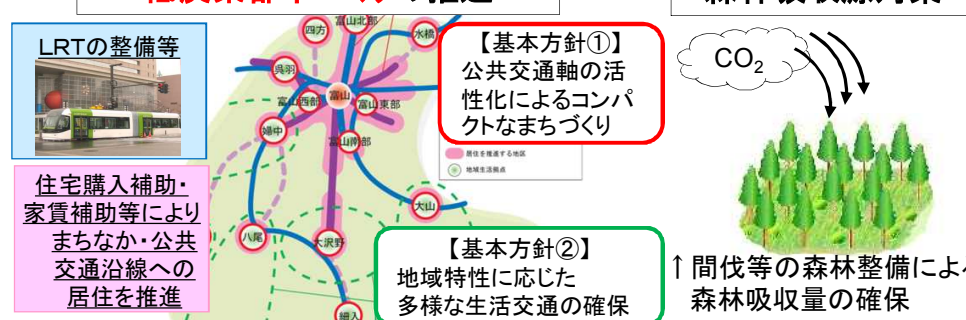 LRTの整備等
住宅購入補助・
家賃補助等により
まちなか・公共
交通沿線への
居住を推進
四方
富山北部
水橋
呉羽
富山西部
富山
富山東部
婦中
富山南部
大山
八尾
大沢野
細入
【基本方針①】
公共交通軸の活
性化によるコンパ
クトなまちづくり
居住を推進する地区
地域生活拠点
【基本方針②】
地域特性に応じた
多様な生活交通の確保
CO2
↑間伐等の森林整備によ
森林吸収量の確保